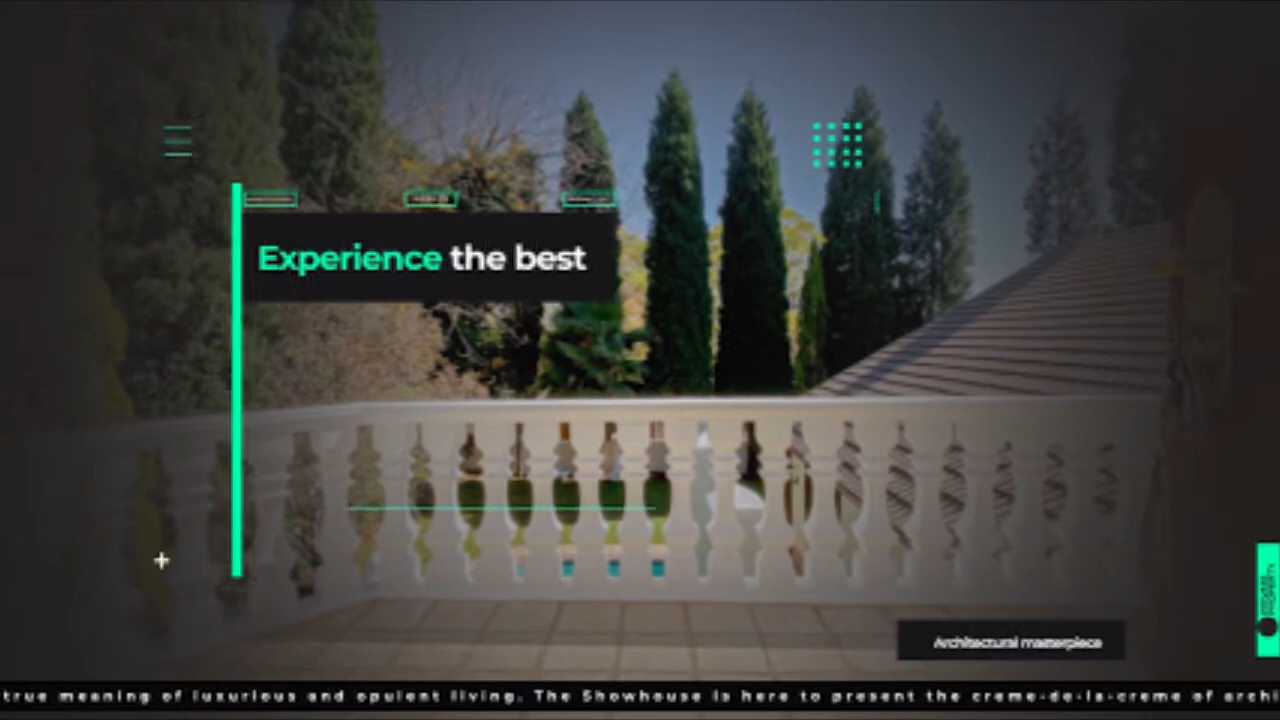 Experience the best
Architectural masterpiece
true meaning of luxurious and opulent living. The Showhouse is here to present the creme-de-la-creme of archi